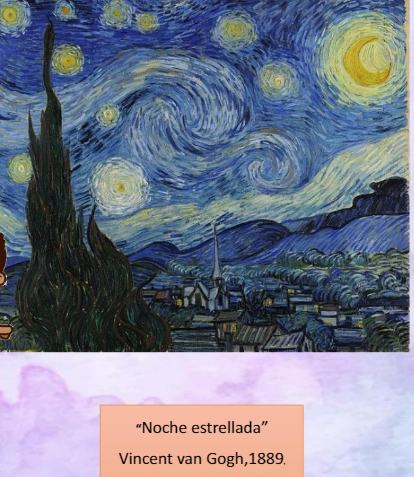 “Noche estrellada”
Vincent van Gogh,1889.